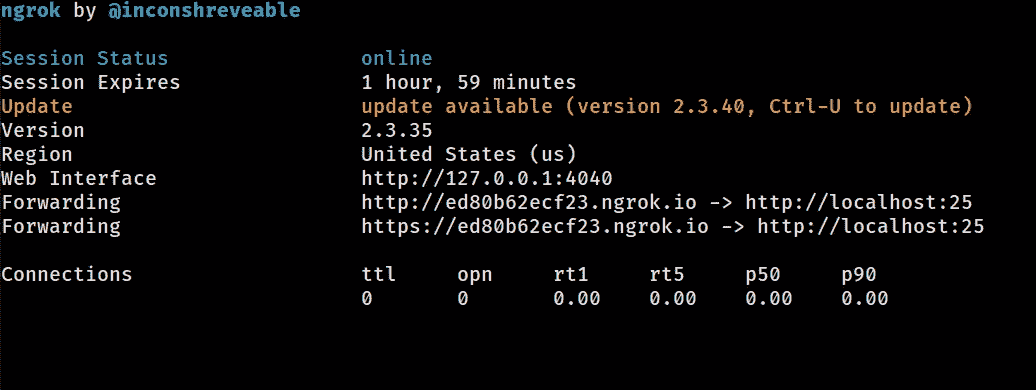 ngrok by @inconshreveable
Session Status online
Session Expires 1 hour, 59 minutes
Update update available (version 2.3.40, Ctrl-U to update)
Version 2.3.35
Region United States (us)
Web Interface http://127.0.0.1:4040
Forwarding http://ed80b62ecf23.ngrok.io -> http://localhost:25
Forwarding https://ed80b62ecf23.ngrok.io -> http://localhost:25
Connections ttl opn rt1 rt5 p50 p90
0 0 0.00 0.00 0.00 0.00